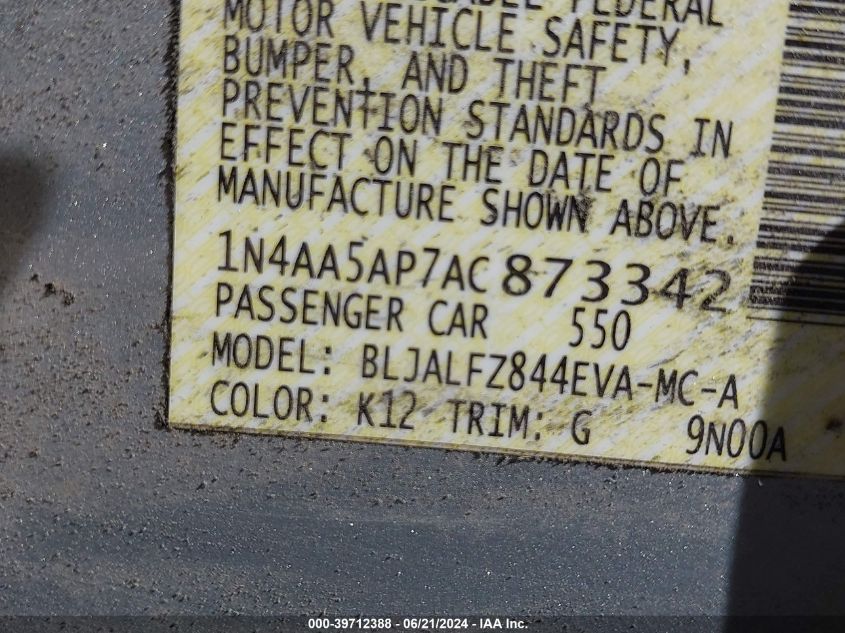 FEDERAL
MOTOR VEHICLE SAFETY,
BUMPER, AND THEFT
PREVENTION STANDARDS IN
EFFECT ON THE DATE OF
MANUFACTURE SHOWN ABOVE.
1N4AA5AP7AC873342
PASSENGER CAR 550
MODEL: BLJALFZ844EVA-MC-A
COLOR: K12 TRIM: G 9N00A
000-39712388 - 06/21/2024 - IAA Inc.